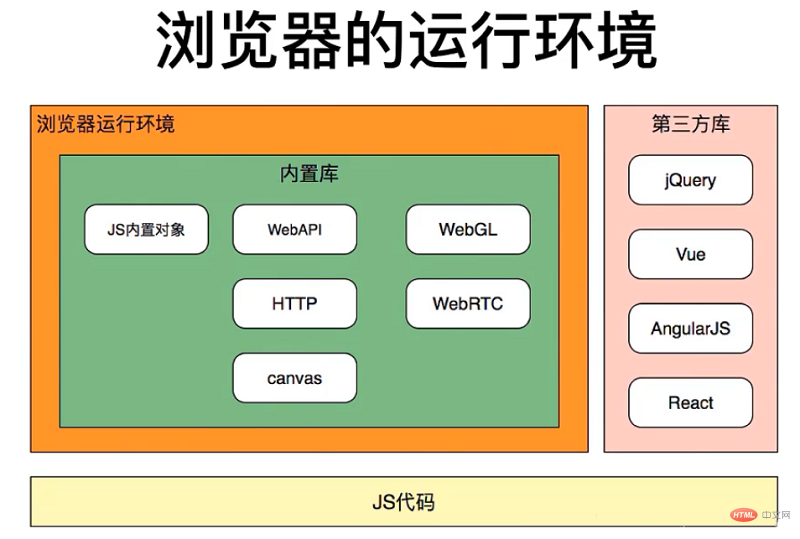 浏览器的运行环境
浏览器运行环境
内置库
JS内置对象
WebAPI
WebGL
HTTP
WebRTC
canvas
第三方库
jQuery
Vue
AngularJS
React
JS代码
HTML 中文网